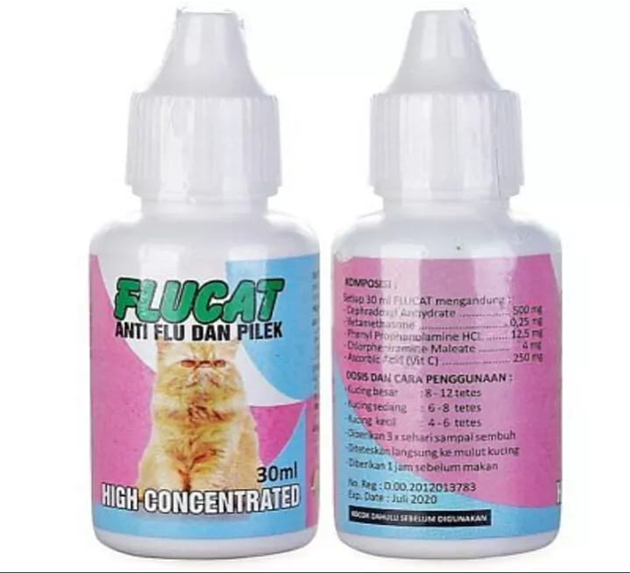 FLUCAT
ANTI FLU DAN PILEK
30ml
HIGH CONCENTRATED
KOMPOSISI :
Setiap 30 ml FLUCAT mengandung :
Anhydrate ........ 500 mg
- Betamethasone ........ 0,25 mg
- Phenyl Propanolamine HCL ........ 12,5 mg
- Chlorpheniramine Maleate ........ 4 mg
- Ascorbic Acid (Vit C) ........ 250 mg
DOSIS DAN CARA PENGGUNAAN :
- Kucing besar : 8 - 12 tetes
- Kucing sedang : 6 - 8 tetes
- Kucing kecil : 4 - 6 tetes
- Diberikan 3 x sehari sampai sembuh
- Diteteskan langsung ke mulut kucing
- Diberikan 1 jam sebelum makan
No. Reg : D.00.2012013783
Exp. Date : Juli 2020
KOCOK DAHULU SEBELUM DIGUNAKAN